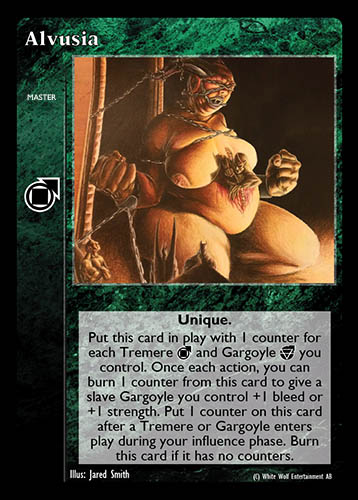 Alvusia
MASTER
Unique.
Put this card in play with 1 counter for
each Tremere and Gargoyle you
control. Once each action, you can
burn 1 counter from this card to give a
slave Gargoyle you control +1 bleed or
+1 strength. Put 1 counter on this card
after a Tremere or Gargoyle enters
play during your influence phase. Burn
this card if it has no counters.
Illus: Jared Smith
(C) White Wolf Entertainment AB